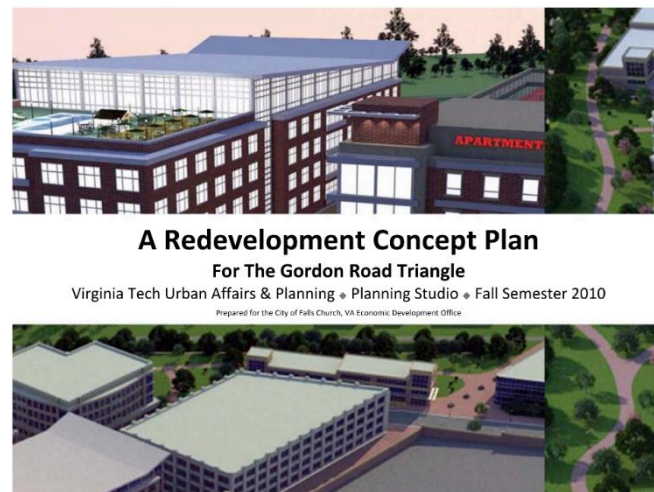 APARTMENT
A Redevelopment Concept Plan
For The Gordon Road Triangle
Virginia Tech Urban Affairs & Planning ⬥ Planning Studio ⬥ Fall Semester 2010
Prepared for the City of Falls Church, VA Economic Development Office